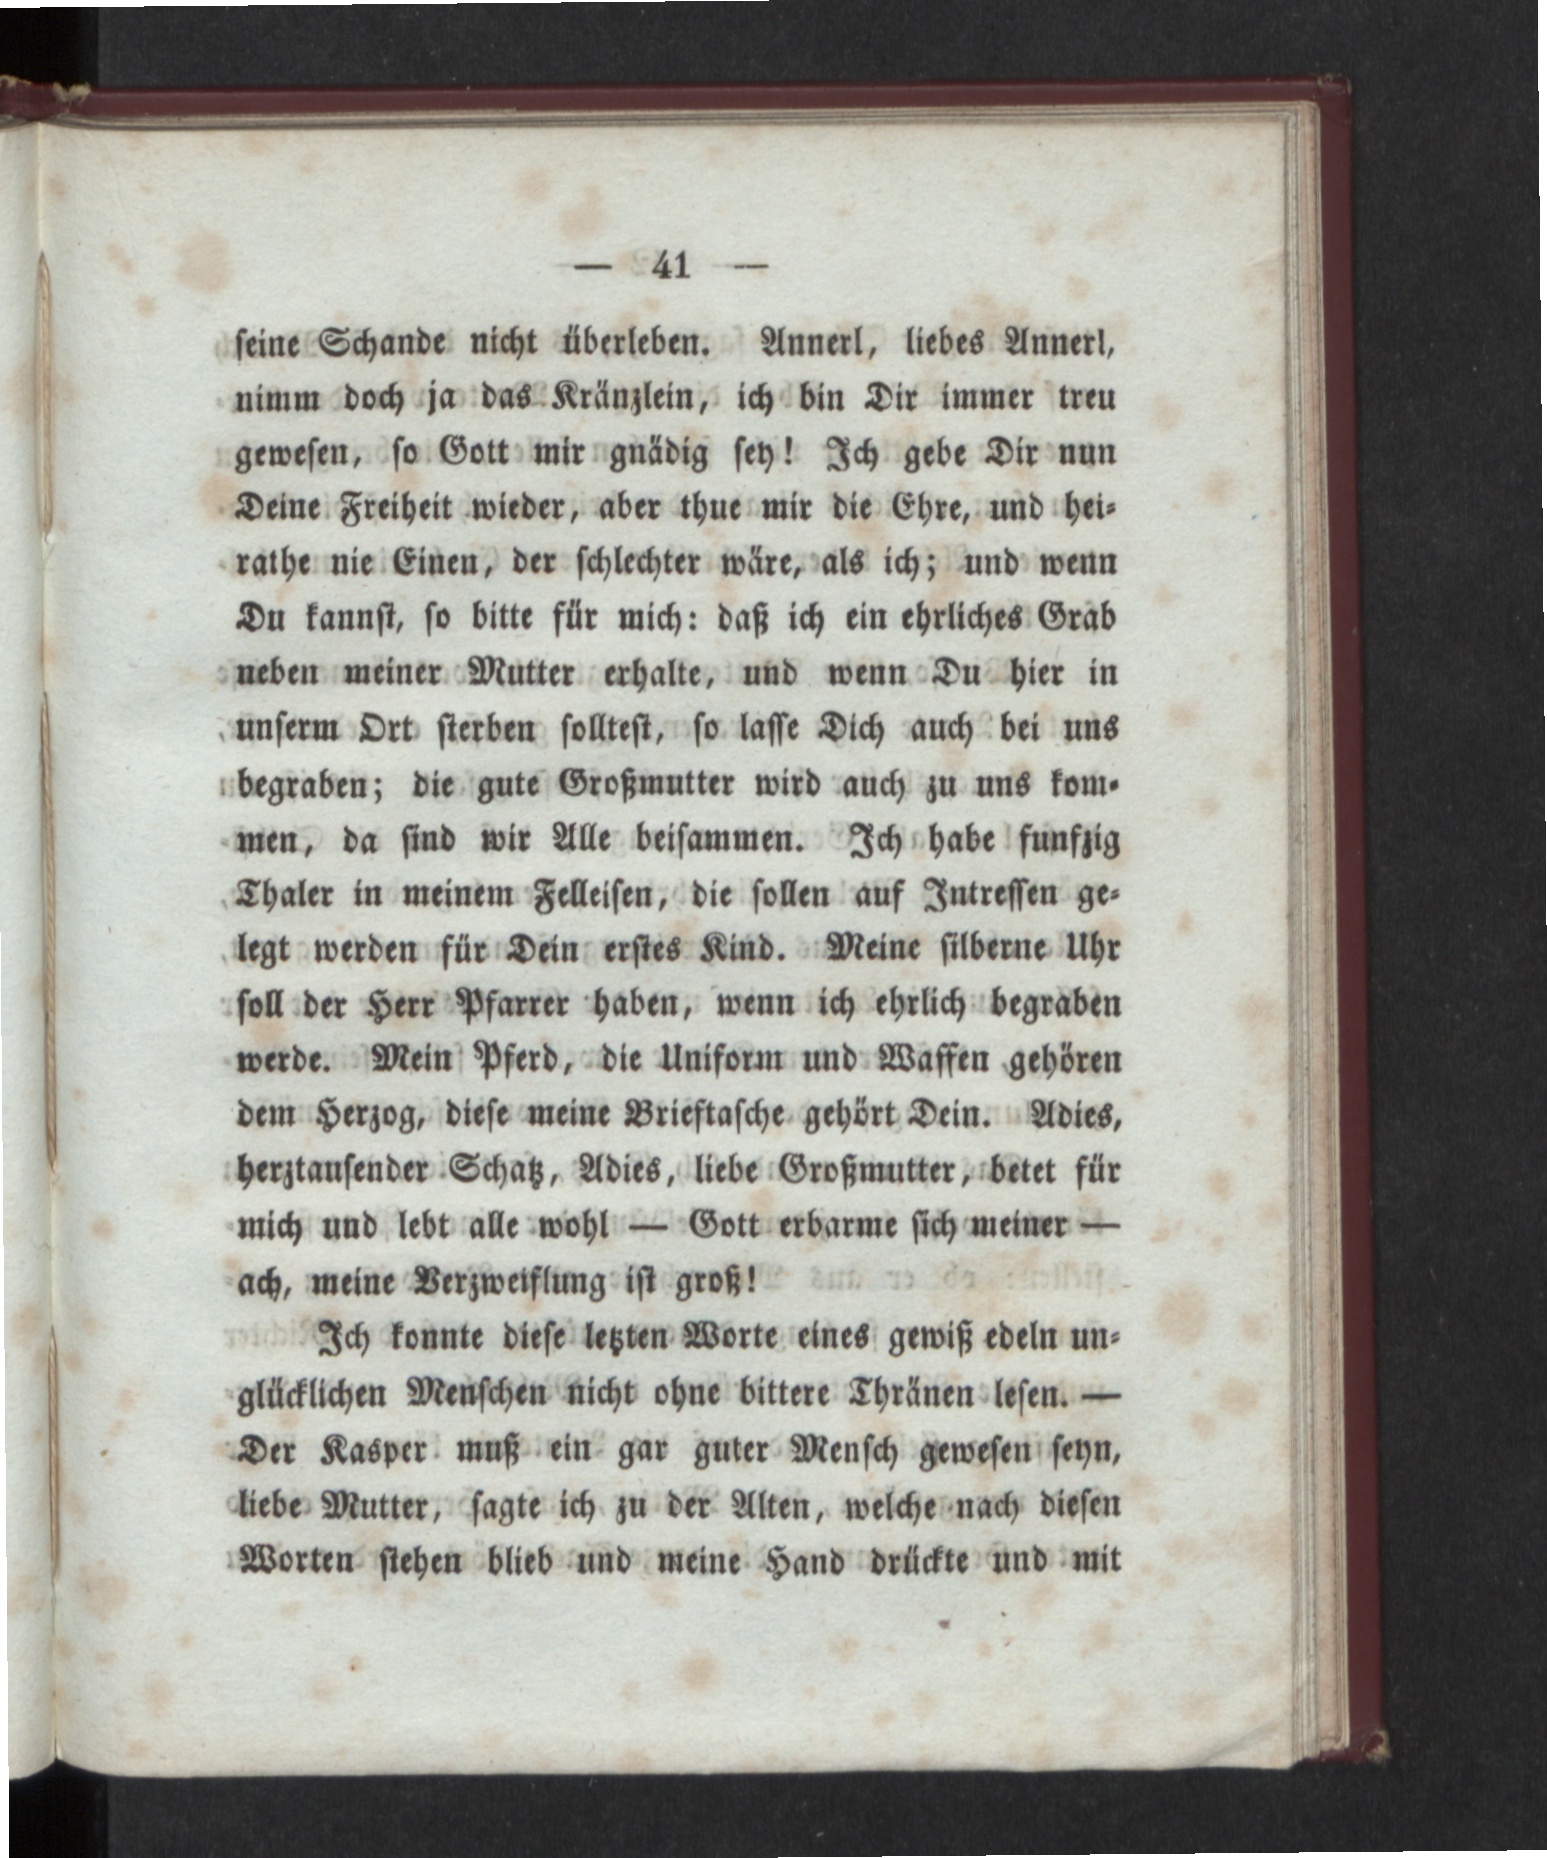 — 41 —
seine Schande nicht überleben. Annerl, liebes Annerl,
nimm doch ja das Kränzlein, ich bin Dir immer treu
gewesen, so Gott mir gnädig sey! Ich gebe Dir nun
Deine Freiheit wieder, aber thue mir die Ehre, und hei-
rathe nie Einen, der schlechter wäre, als ich; und wenn
Du kannst, so bitte für mich: daß ich ein ehrliches Grab
neben meiner Mutter erhalte, und wenn Du hier in
unserm Ort sterben solltest, so lasse Dich auch bei uns
begraben; die gute Großmutter wird auch zu uns kom-
men, da sind wir Alle beisammen. Ich habe funfzig
Thaler in meinem Felleisen, die sollen auf Intressen ge-
legt werden für Dein erstes Kind. Meine silberne Uhr
soll der Herr Pfarrer haben, wenn ich ehrlich begraben
werde. Mein Pferd, die Uniform und Waffen gehören
dem Herzog, diese meine Brieftasche gehört Dein. Adies,
herztausender Schatz, Adies, liebe Großmutter, betet für
mich und lebt alle wohl — Gott erbarme sich meiner —
ach, meine Verzweiflung ist groß!
Ich konnte diese letzten Worte eines gewiß edeln un-
glücklichen Menschen nicht ohne bittere Thränen lesen. —
Der Kasper muß ein gar guter Mensch gewesen seyn,
liebe Mutter, sagte ich zu der Alten, welche nach diesen
Worten stehen blieb und meine Hand drückte und mit